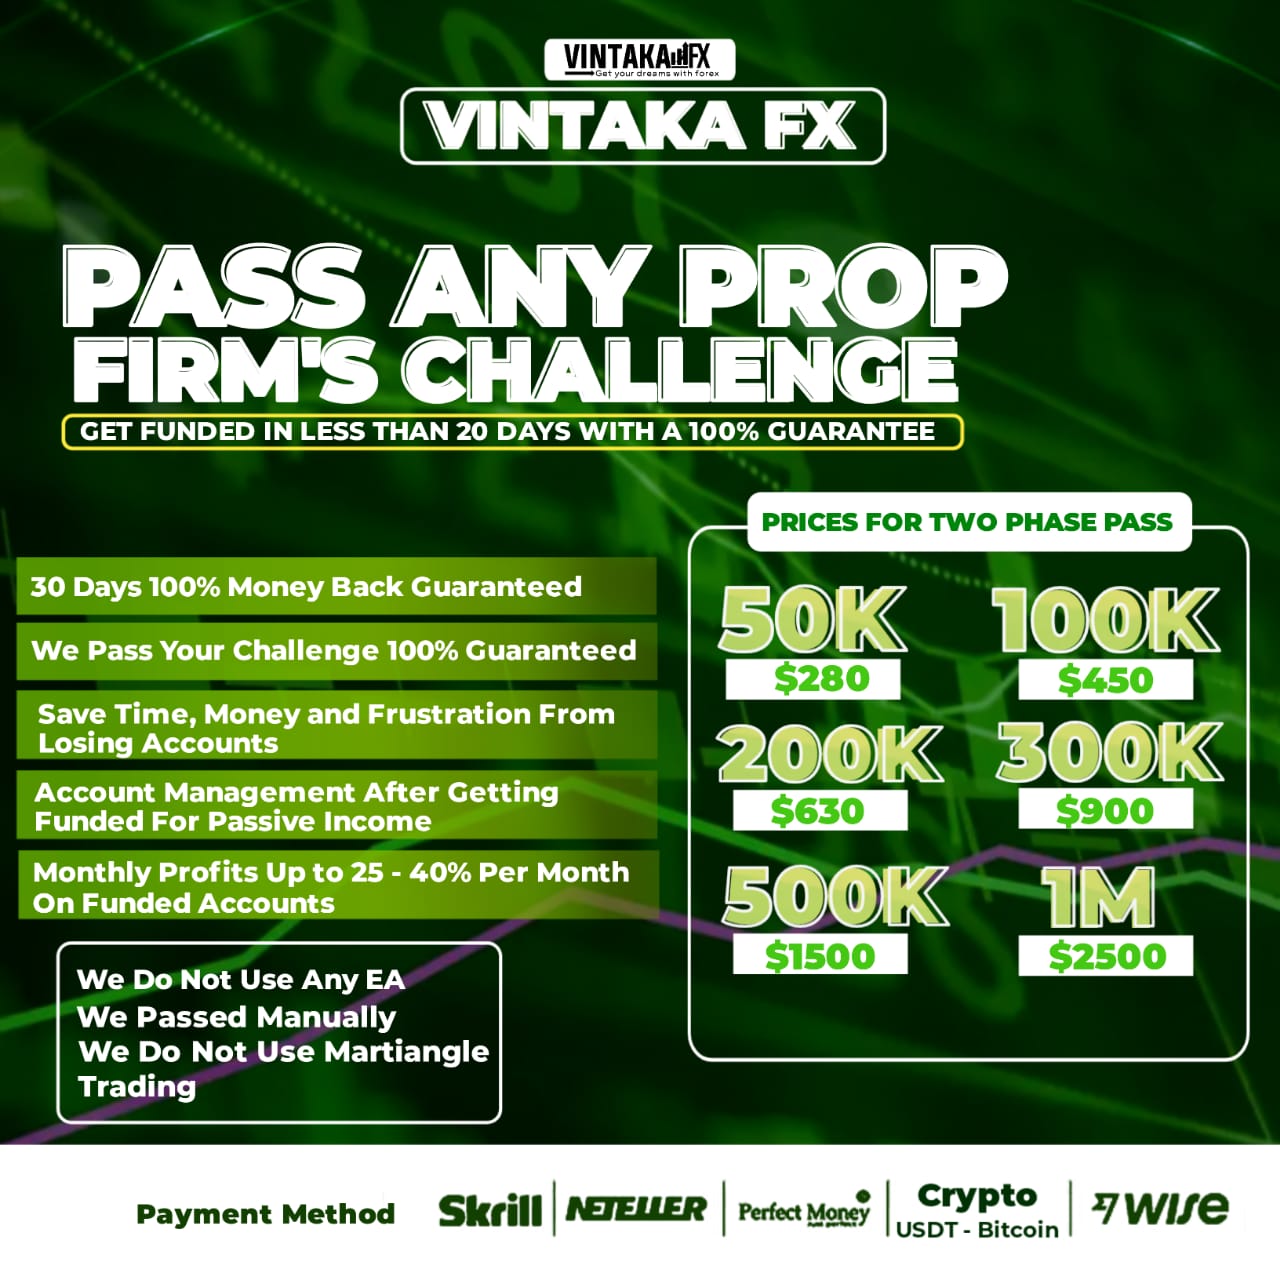 VINTAKA FX
Get your dreams with forex
VINTAKA FX
PASS ANY PROP
FIRM'S CHALLENGE
GET FUNDED IN LESS THAN 20 DAYS WITH A 100% GUARANTEE
30 Days 100% Money Back Guaranteed
We Pass Your Challenge 100% Guaranteed
Save Time, Money and Frustration From
Losing Accounts
Account Management After Getting
Funded For Passive Income
Monthly Profits Up to 25 - 40% Per Month
On Funded Accounts
We Do Not Use Any EA
We Passed Manually
We Do Not Use Martiangle
Trading
PRICES FOR TWO PHASE PASS
50K 100K
$280 $450
200K 300K
$630 $900
500K 1M
$1500 $2500
Payment Method
Skrill
NETELLER
Perfect Money
just perfect
Crypto
USDT - Bitcoin
WISE